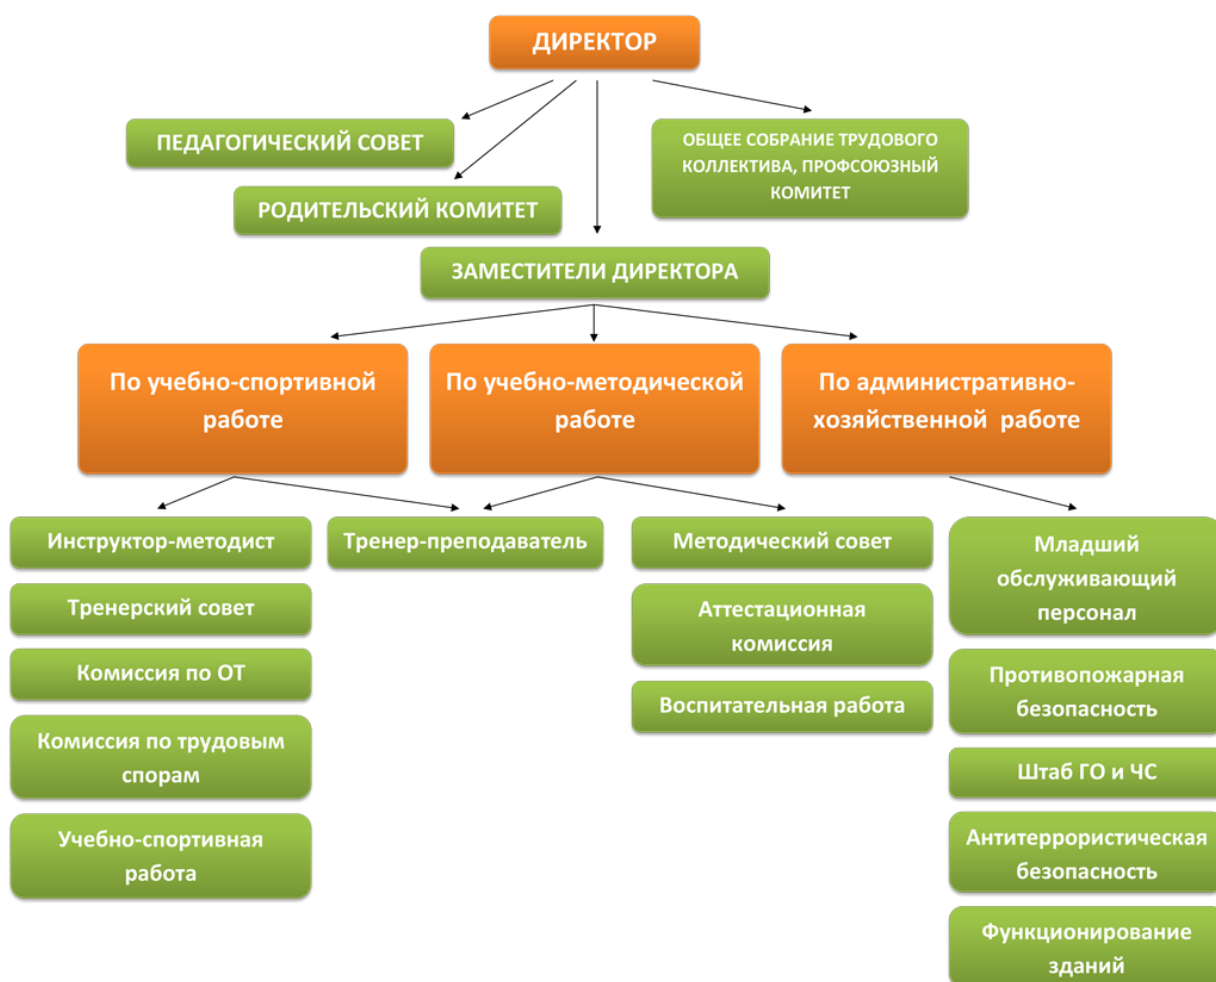 ДИРЕКТОР
ПЕДАГОГИЧЕСКИЙ СОВЕТ
ОБЩЕЕ СОБРАНИЕ ТРУДОВОГО
КОЛЛЕКТИВА, ПРОФСОЮЗНЫЙ
КОМИТЕТ
РОДИТЕЛЬСКИЙ КОМИТЕТ
ЗАМЕСТИТЕЛИ ДИРЕКТОРА
По учебно-спортивной
работе
По учебно-методической
работе
По административно-
хозяйственной работе
Инструктор-методист
Тренерский совет
Комиссия по ОТ
Комиссия по трудовым
спорам
Учебно-спортивная
работа
Тренер-преподаватель
Методический совет
Аттестационная
комиссия
Воспитательная работа
Младший
обслуживающий
персонал
Противопожарная
безопасность
Штаб ГО и ЧС
Антитеррористическая
безопасность
Функционирование
зданий